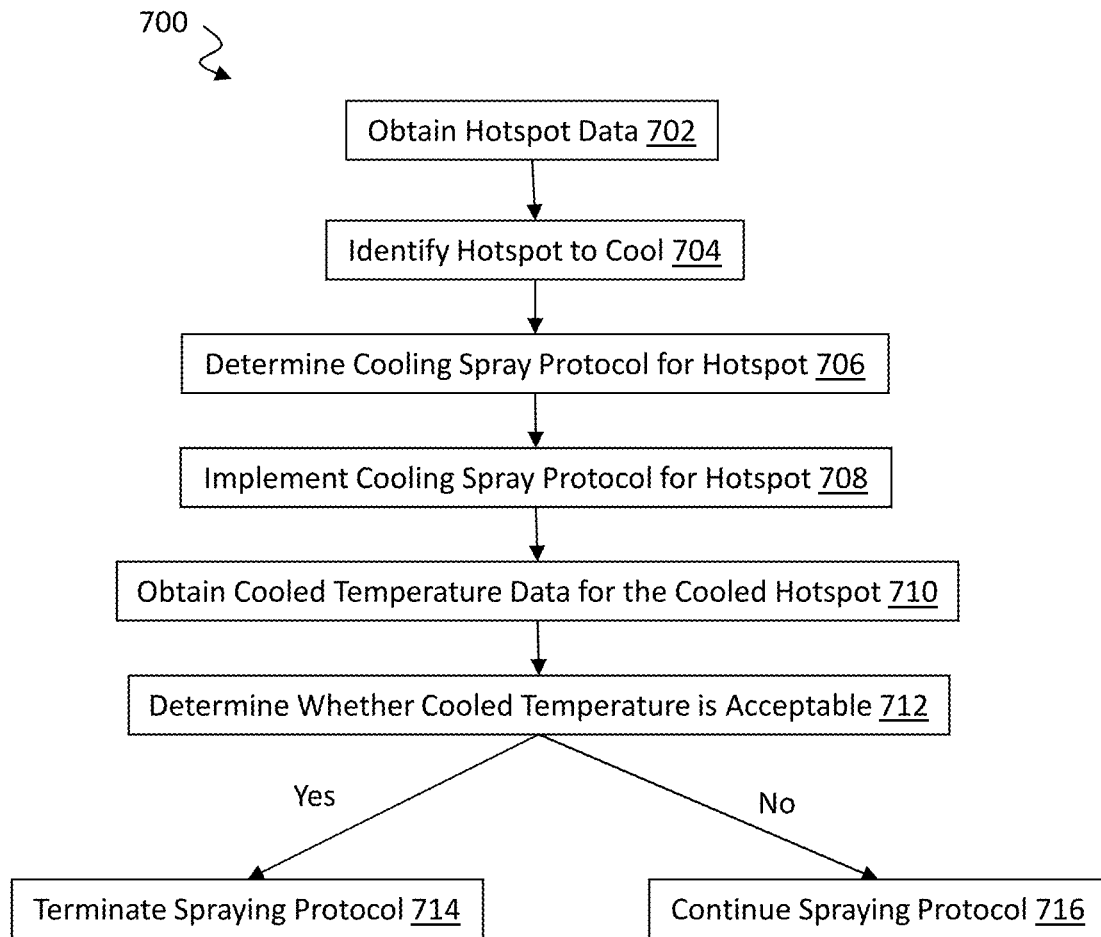 700
Obtain Hotspot Data 702
Identify Hotspot to Cool 704
Determine Cooling Spray Protocol for Hotspot 706
Implement Cooling Spray Protocol for Hotspot 708
Obtain Cooled Temperature Data for the Cooled Hotspot 710
Determine Whether Cooled Temperature is Acceptable 712
Yes
No
Terminate Spraying Protocol 714
Continue Spraying Protocol 716